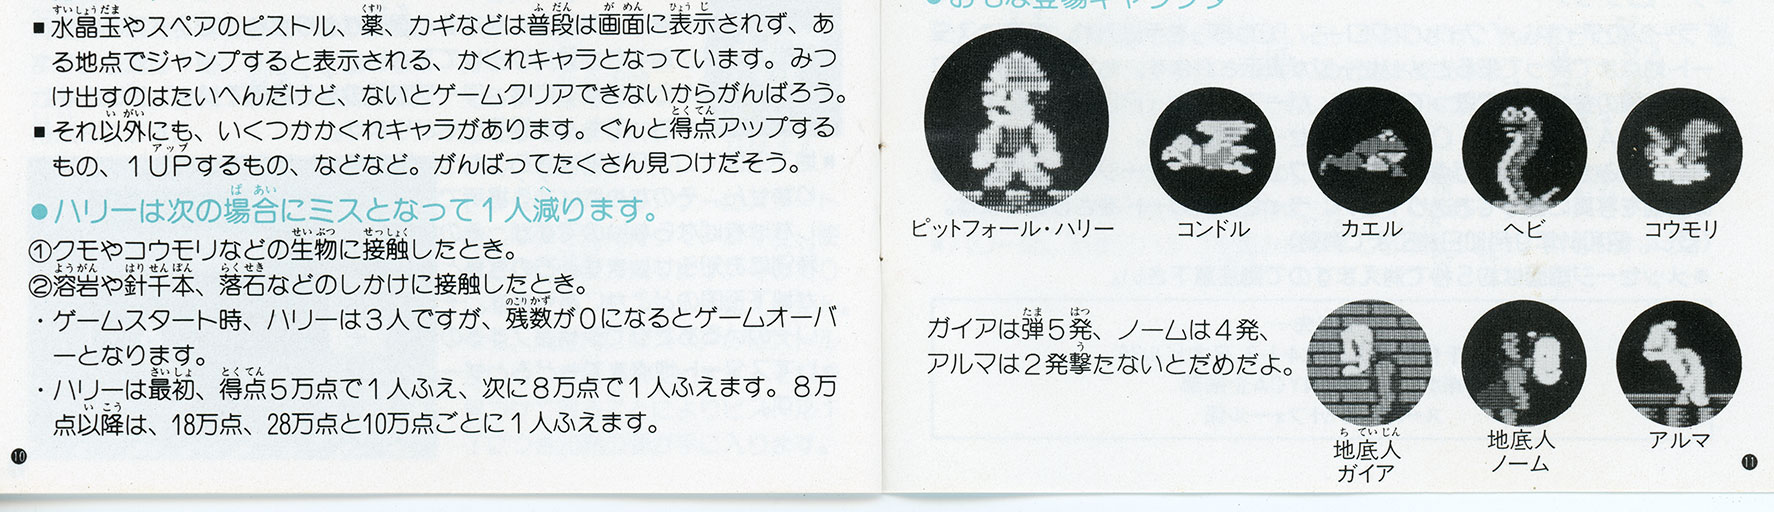 ■水晶玉やスペアのピストル、薬、カギなどは普段は画面に表示されず、あ
る地点でジャンプすると表示される、かくれキャラとなっています。みつ
け出すのはたいへんだけど、ないとゲームクリアできないからがんばろう。
■それ以外にも、いくつかかくれキャラがあります。ぐんと得点アップする
もの、1UPするもの、などなど。がんばってたくさん見つけだそう。
●ハリーは次の場合にミスとなって1人減ります。
①クモやコウモリなどの生物に接触したとき。
②溶岩や針千本、落石などのしかけに接触したとき。
・ゲームスタート時、ハリーは3人ですが、残数が0になるとゲームオーバ
ーとなります。
・ハリーは最初、得点5万点で1人ふえ、次に8万点で1人ふえます。8万
点以降は、18万点、28万点と10万点ごとに1人ふえます。
10
●おもな登場キャラクタ
ピットフォール・ハリー
コンドル
カエル
ヘビ
コウモリ
ガイアは弾5発、ノームは4発、
アルマは2発撃たないとだめだよ。
地底人
ガイア
地底人
ノーム
アルマ
11